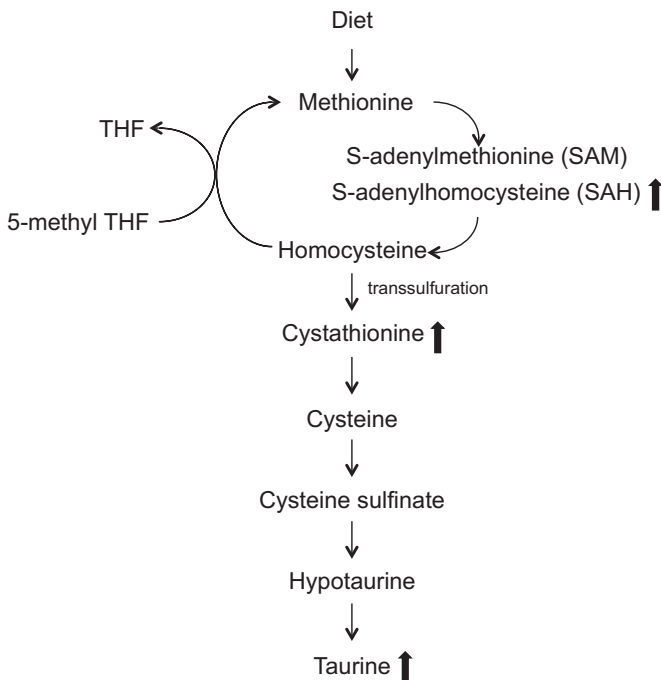 Diet
Methionine
THF
S-adenylmethionine (SAM)
S-adenylhomocysteine (SAH)
5-methyl THF
Homocysteine
transsulfuration
Cystathionine
Cysteine
Cysteine sulfinate
Hypotaurine
Taurine